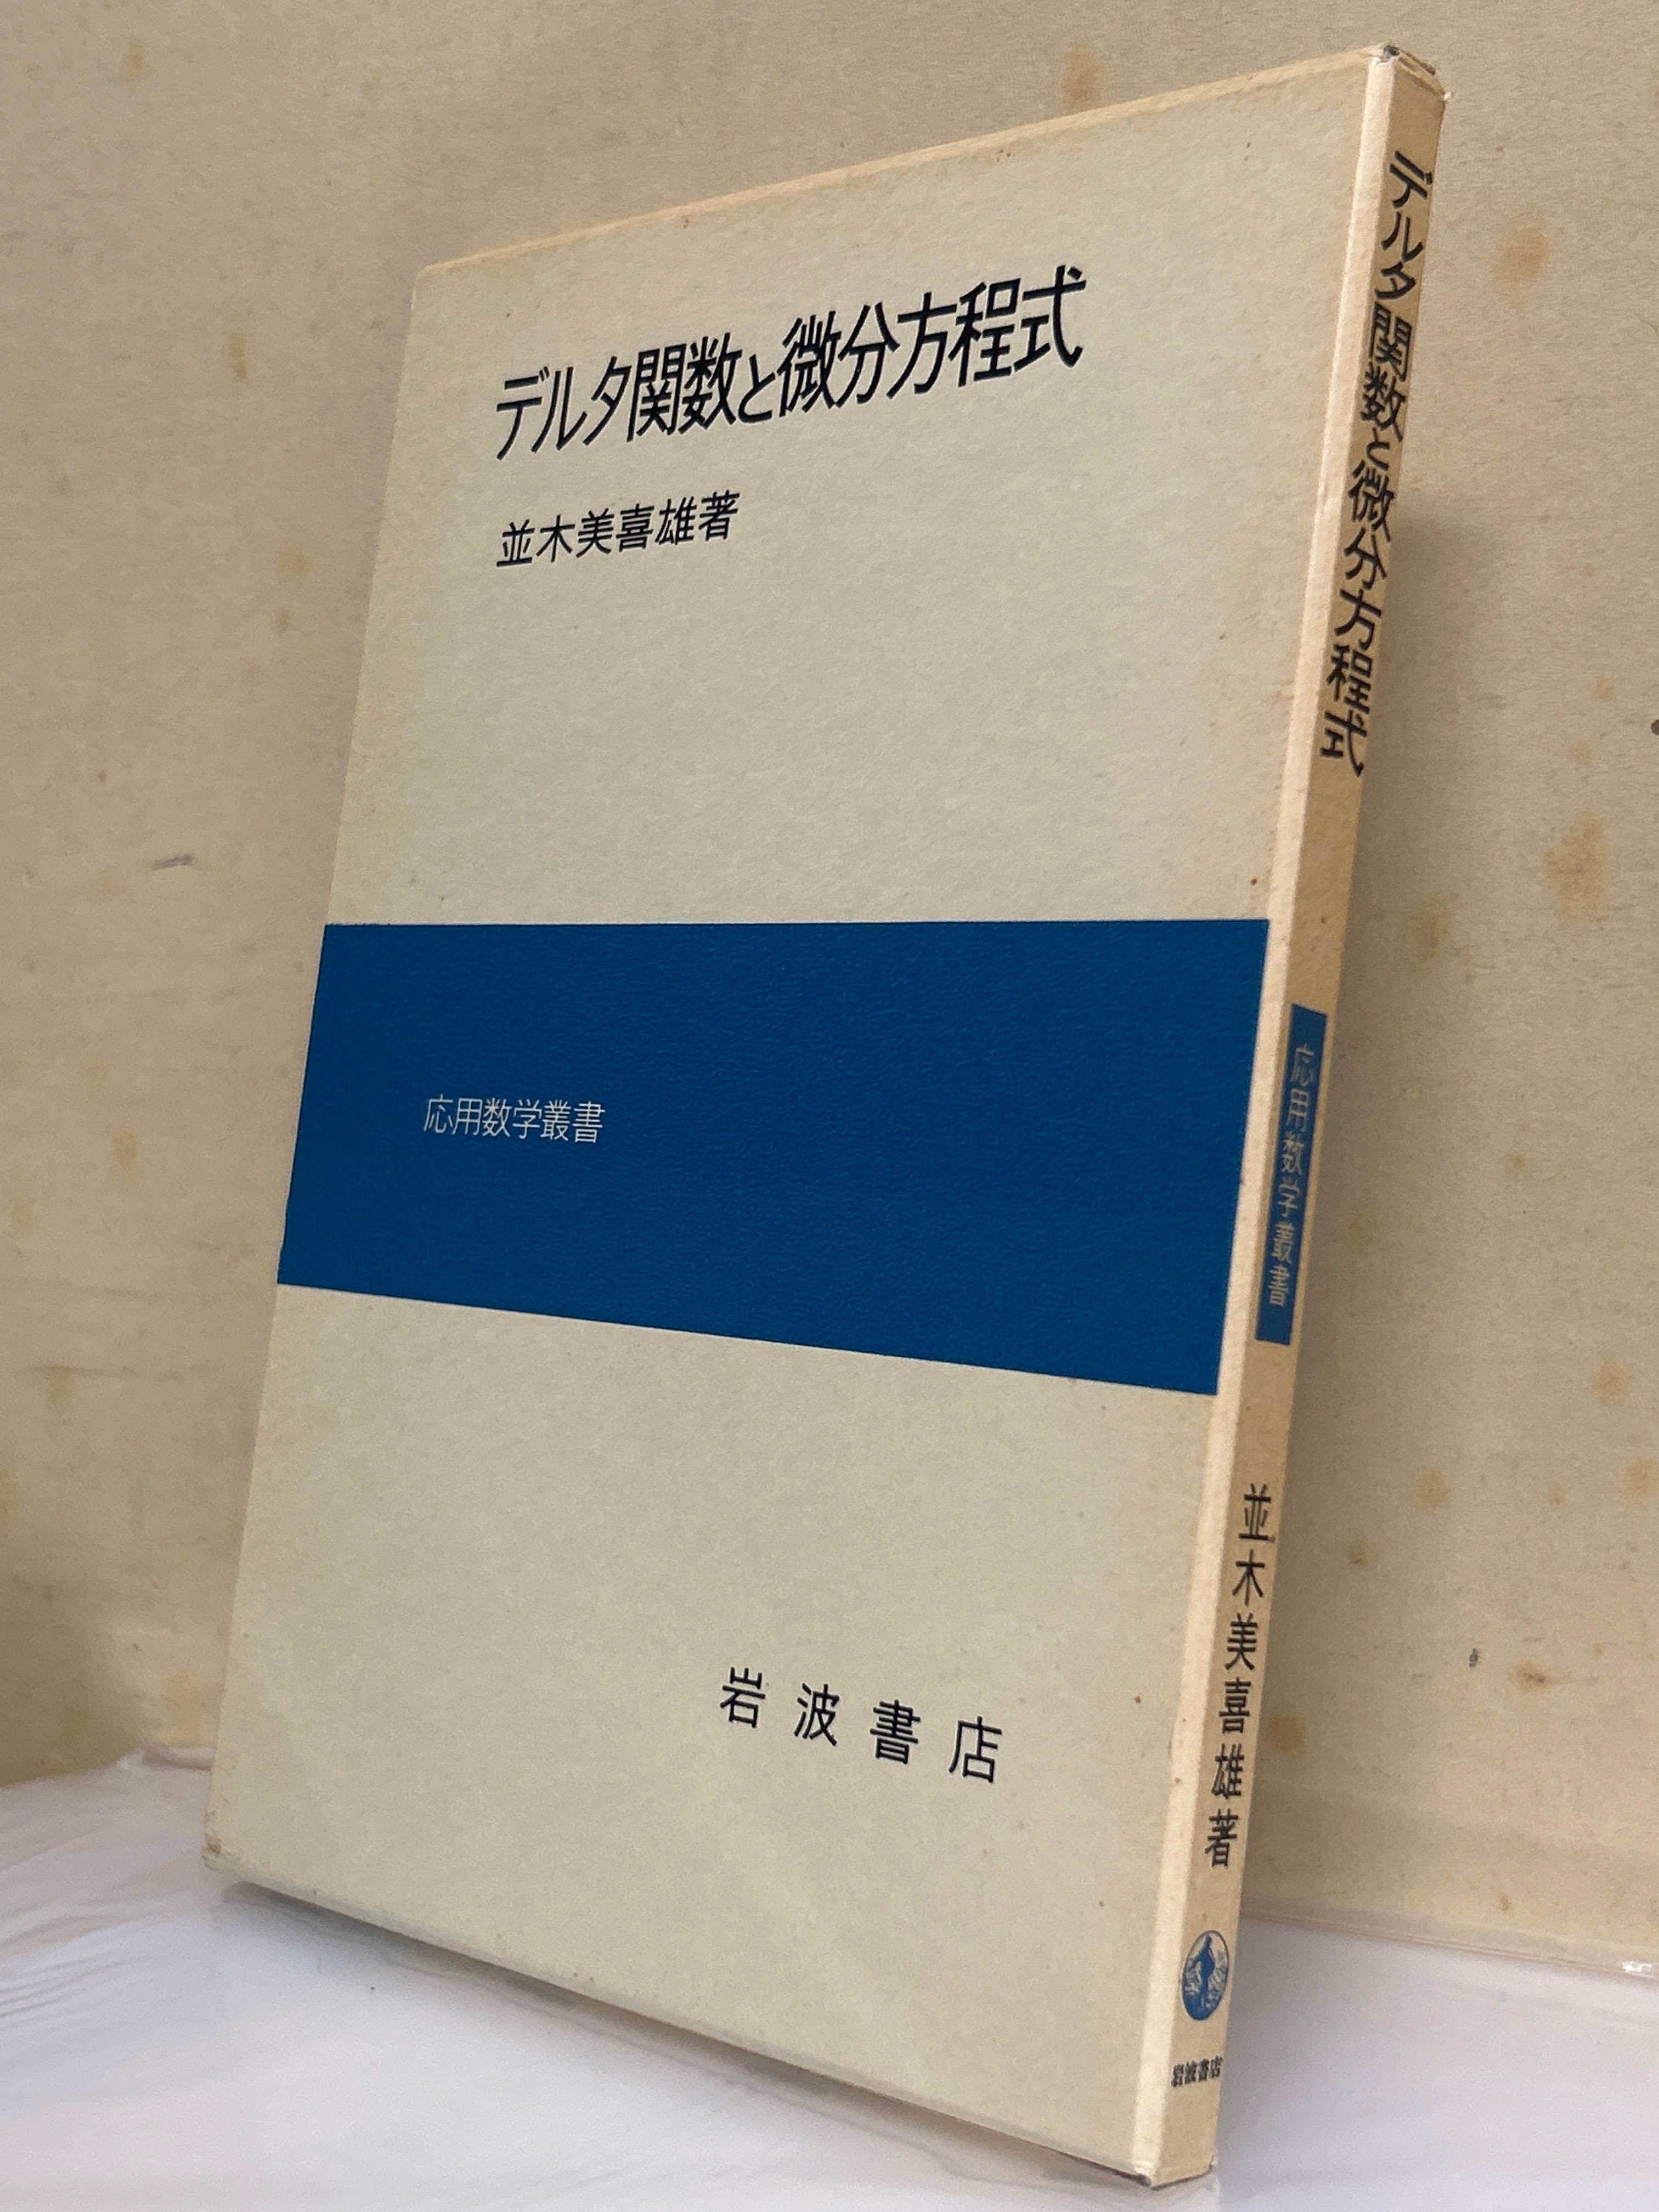 デルタ関数と微分方程式
並木美喜雄著
応用数学叢書
岩波書店
デルタ関数と微分方程式
応用数学叢書
並木美喜雄著
岩波書店